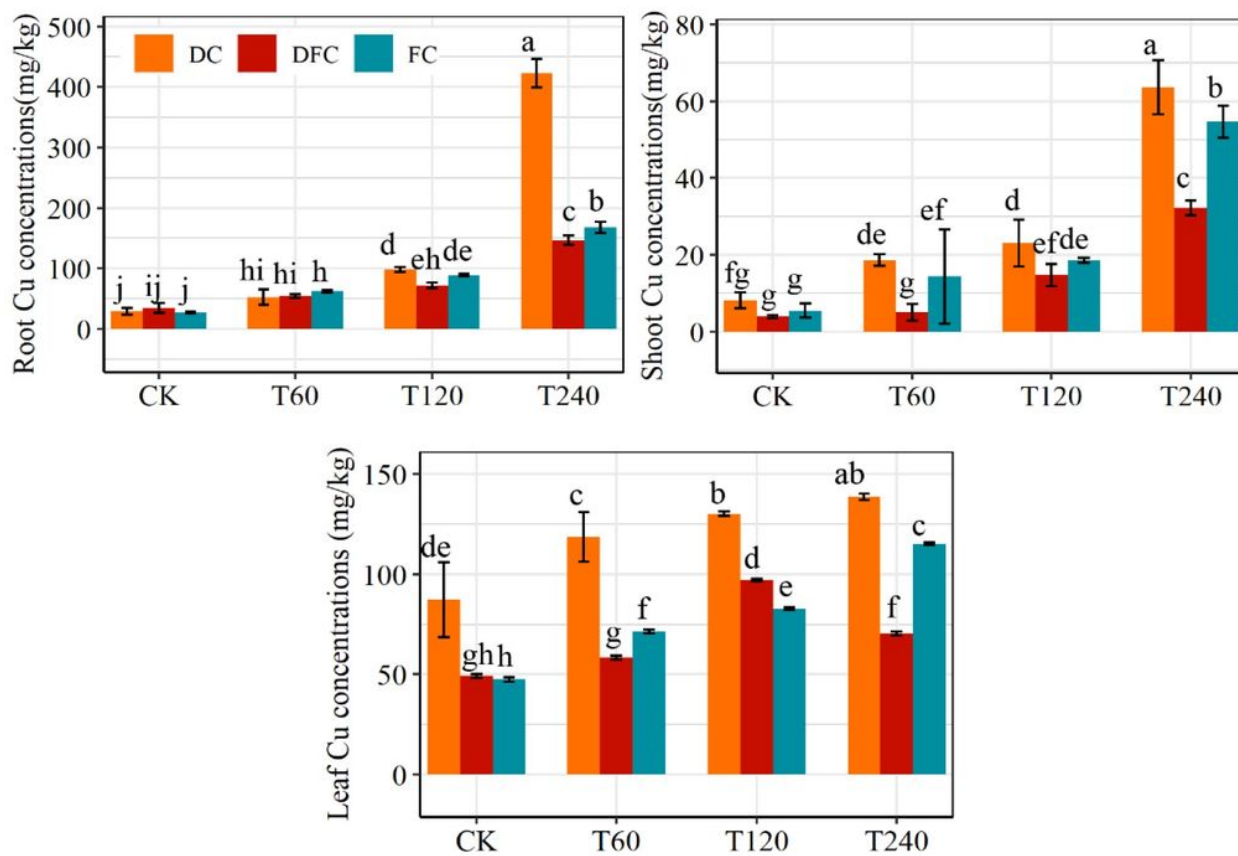 Root Cu concentrations(mg/kg)
500
400
300
200
100
0
DC DFC FC
j ij j
hi hi h
d eh de
a c b
CK T60 T120 T240
Shoot Cu concentrations(mg/kg)
80
60
40
20
0
fg g g
de g ef
d ef de
a c b
CK T60 T120 T240
Leaf Cu concentrations (mg/kg)
150
100
50
0
de gh h
c g f
b d e
ab f c
CK T60 T120 T240